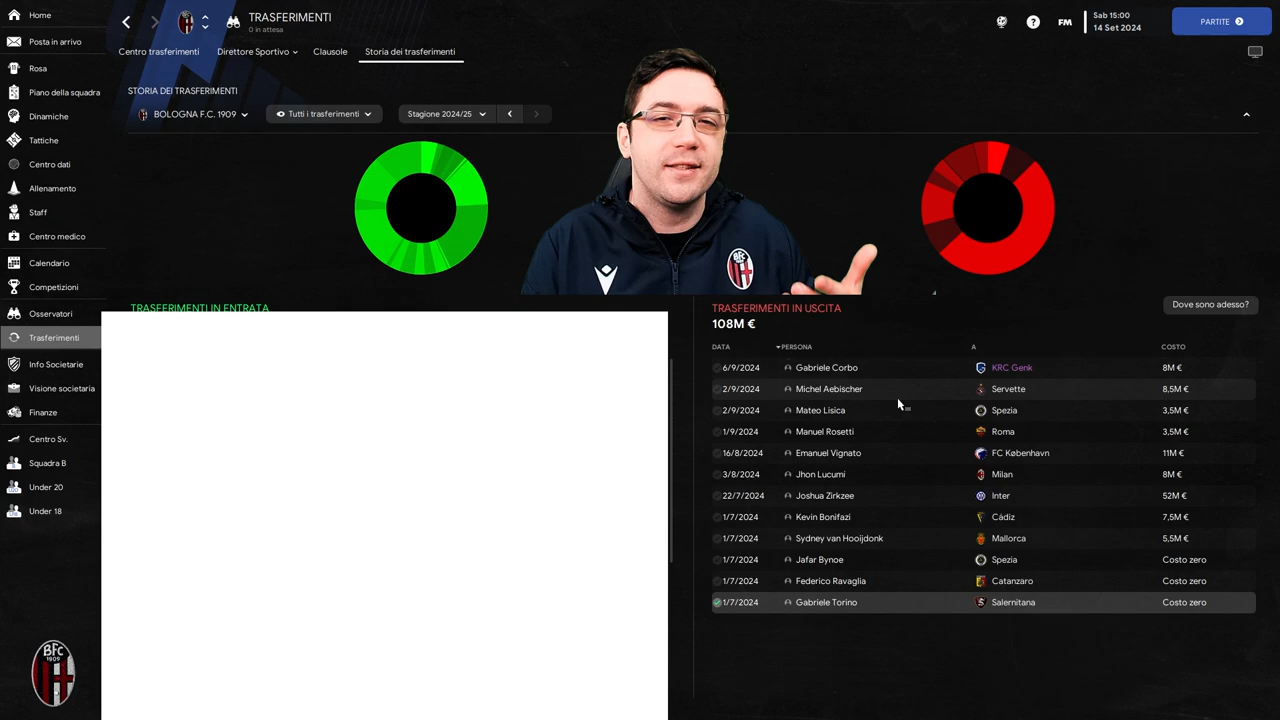 Home
Posta in arrivo
Rosa
Piano della squadra
Dinamiche
Tattiche
Centro dati
Allenamento
Staff
Centro medico
Calendario
Competizioni
Osservatori
Trasferimenti
Info Societarie
Visione societaria
Finanze
Centro Sv.
Squadra B
Under 20
Under 18
BFC
1909
TRASFERIMENTI
0 in attesa
FM
Sab 15:00
14 Set 2024
PARTITE
Centro trasferimenti
Direttore Sportivo
Clausole
Storia dei trasferimenti
STORIA DEI TRASFERIMENTI
BOLOGNA F.C. 1909
Tutti i trasferimenti
Stagione 2024/25
BFC
TRASFERIMENTI IN ENTRATA
TRASFERIMENTI IN USCITA
108M €
Dove sono adesso?
DATA PERSONA A COSTO
6/9/2024 Gabriele Corbo KRC Genk 8M €
2/9/2024 Michel Aebischer Servette 8,5M €
2/9/2024 Mateo Lisica Spezia 3,5M €
1/9/2024 Manuel Rosetti Roma 3,5M €
16/8/2024 Emanuel Vignato FC København 11M €
3/8/2024 Jhon Lucumí Milan 8M €
22/7/2024 Joshua Zirkzee Inter 52M €
1/7/2024 Kevin Bonifazi Cádiz 7,5M €
1/7/2024 Sydney van Hooijdonk Mallorca 5,5M €
1/7/2024 Jafar Bynoe Spezia Costo zero
1/7/2024 Federico Ravaglia Catanzaro Costo zero
1/7/2024 Gabriele Torino Salernitana Costo zero